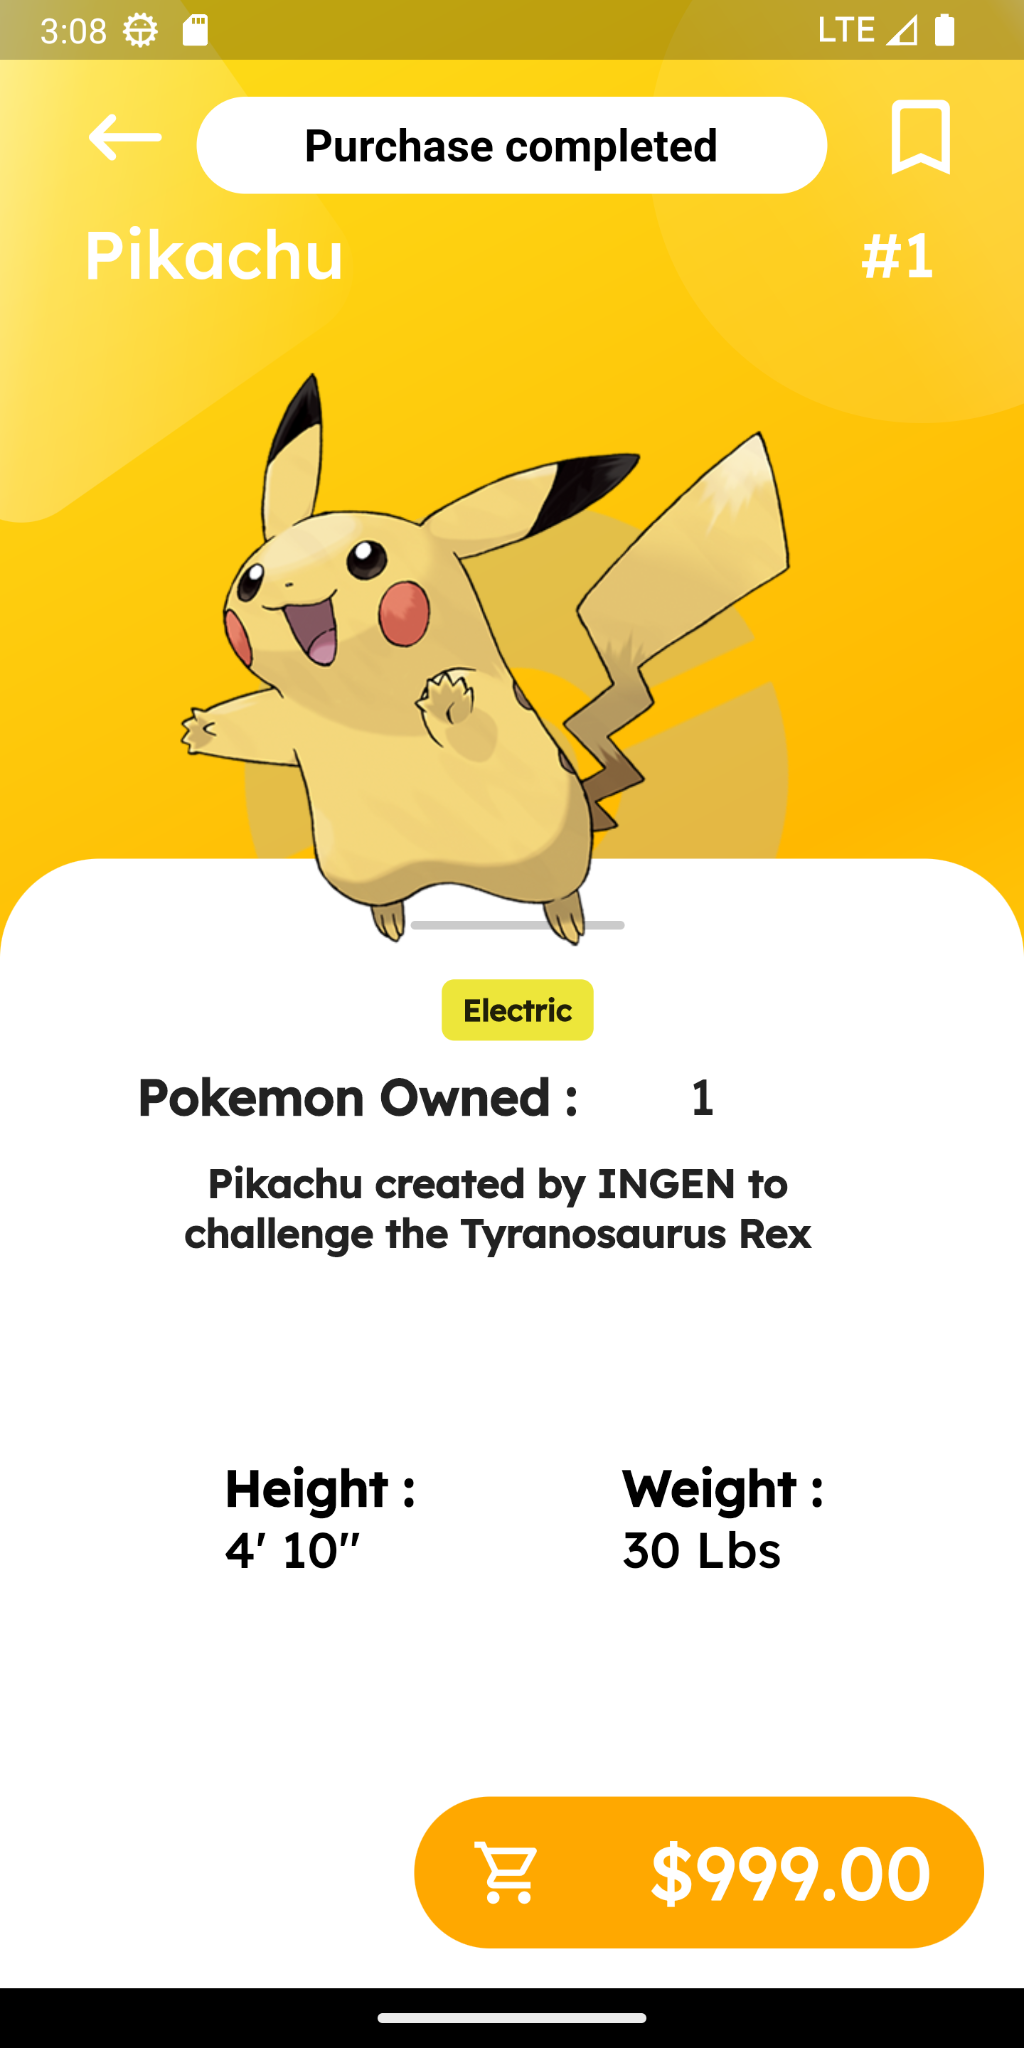 3:08
LTE
Purchase completed
Pikachu
#1
Electric
Pokemon Owned :
1
Pikachu created by INGEN to
challenge the Tyranosaurus Rex
Height :
Weight :
4' 10"
30 Lbs
$999.00